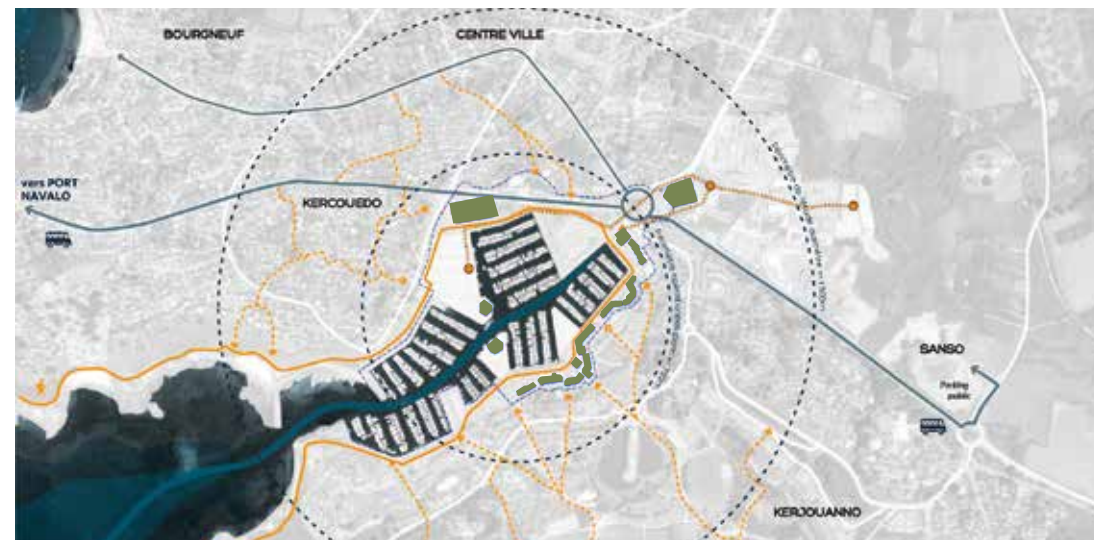 BOURGNEUF
CENTRE VILLE
vers PORT
NAVALO
KERCOUEDO
SANSO
Parking
public
KERJOUANNO